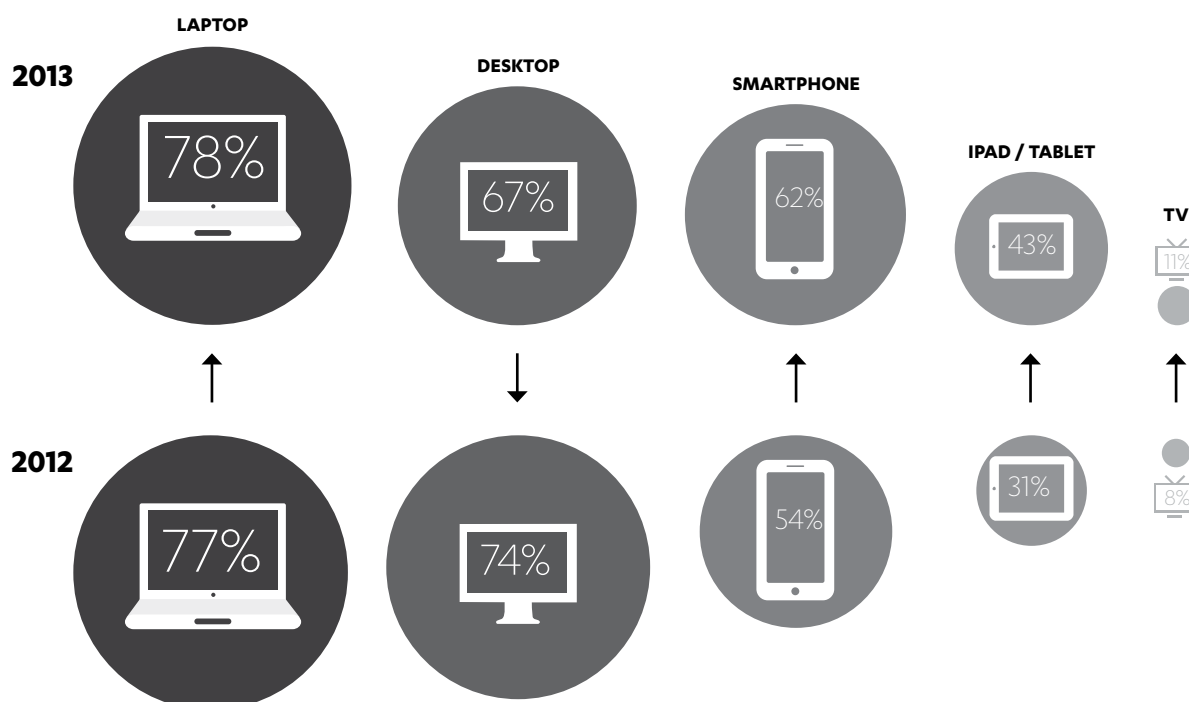 LAPTOP
2013
DESKTOP
SMARTPHONE
IPAD / TABLET
TV
78%
67%
62%
43%
11%
2012
77%
74%
54%
31%
8%